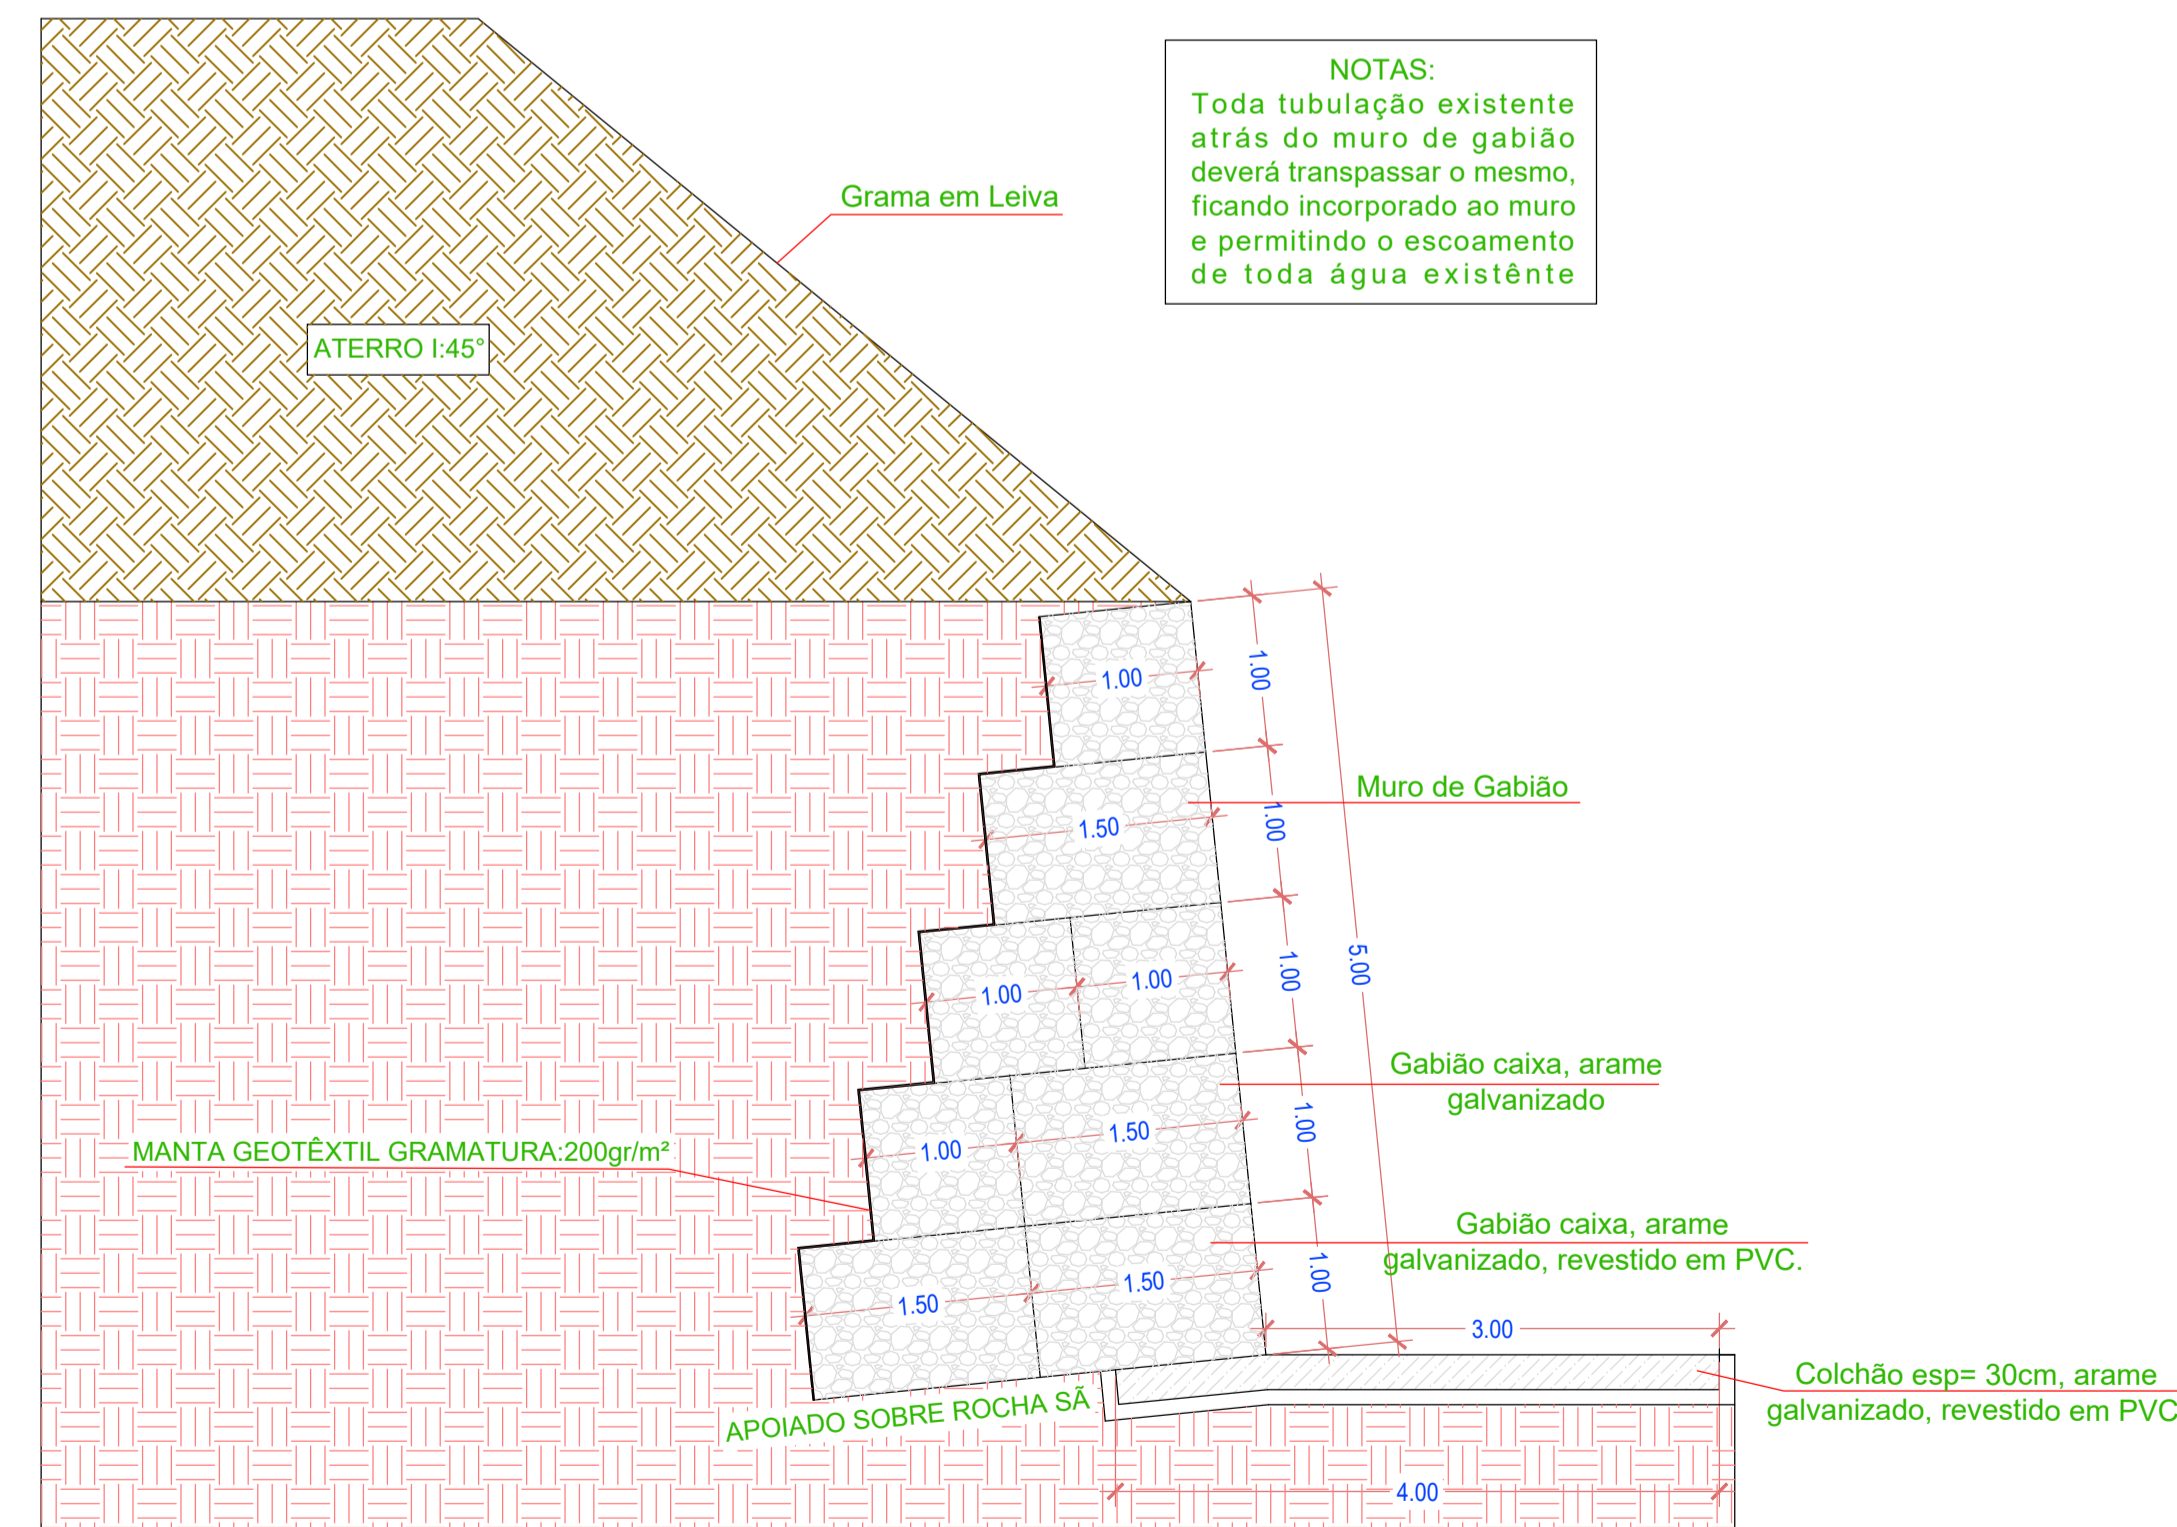 NOTAS:
Toda tubulação existente
atrás do muro de gabião
deverá transpassar o mesmo,
ficando incorporado ao muro
e permitindo o escoamento
de toda água existênte
Grama em Leiva
ATERRO I:45°
1.00
1.00
Muro de Gabião
1.50
1.00
5.00
1.00
1.00
1.00
Gabião caixa, arame
galvanizado
1.00
1.50
1.00
MANTA GEOTÊXTIL GRAMATURA:200gr/m²
Gabião caixa, arame
galvanizado, revestido em PVC.
1.50
1.50
1.00
3.00
Colchão esp= 30cm, arame
galvanizado, revestido em PVC
APOIADO SOBRE ROCHA SÃ
4.00